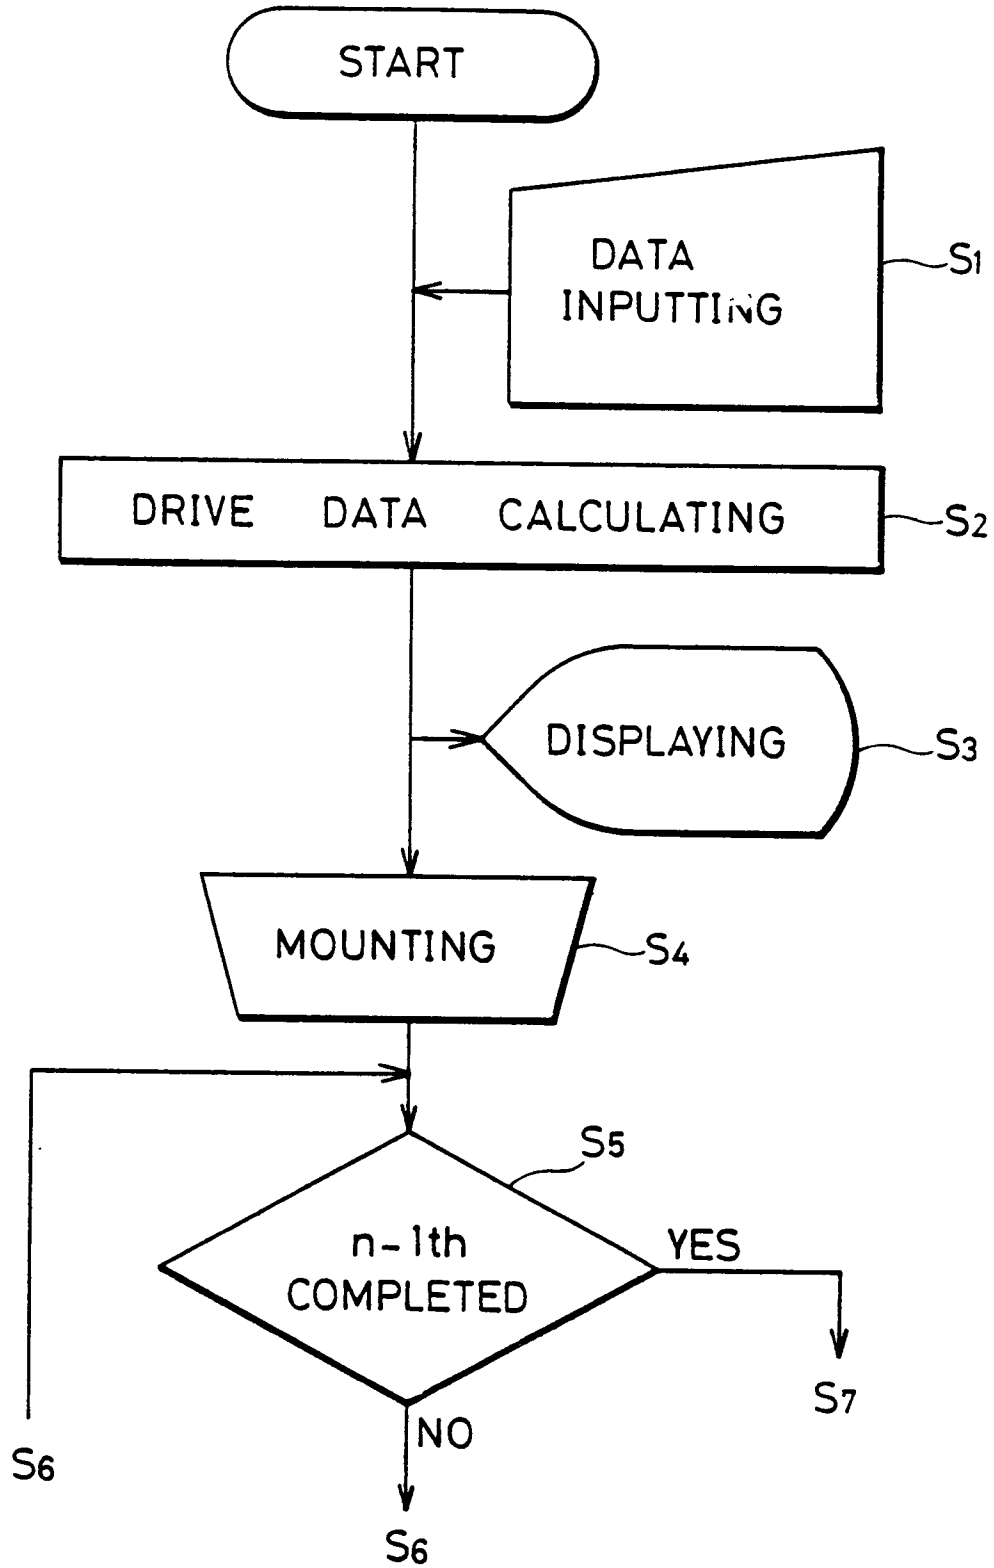 START
DATA
INPUTTING
S1
DRIVE DATA CALCULATING
S2
DISPLAYING
S3
MOUNTING
S4
S5
n-1th
COMPLETED
YES
S7
NO
S6
S6